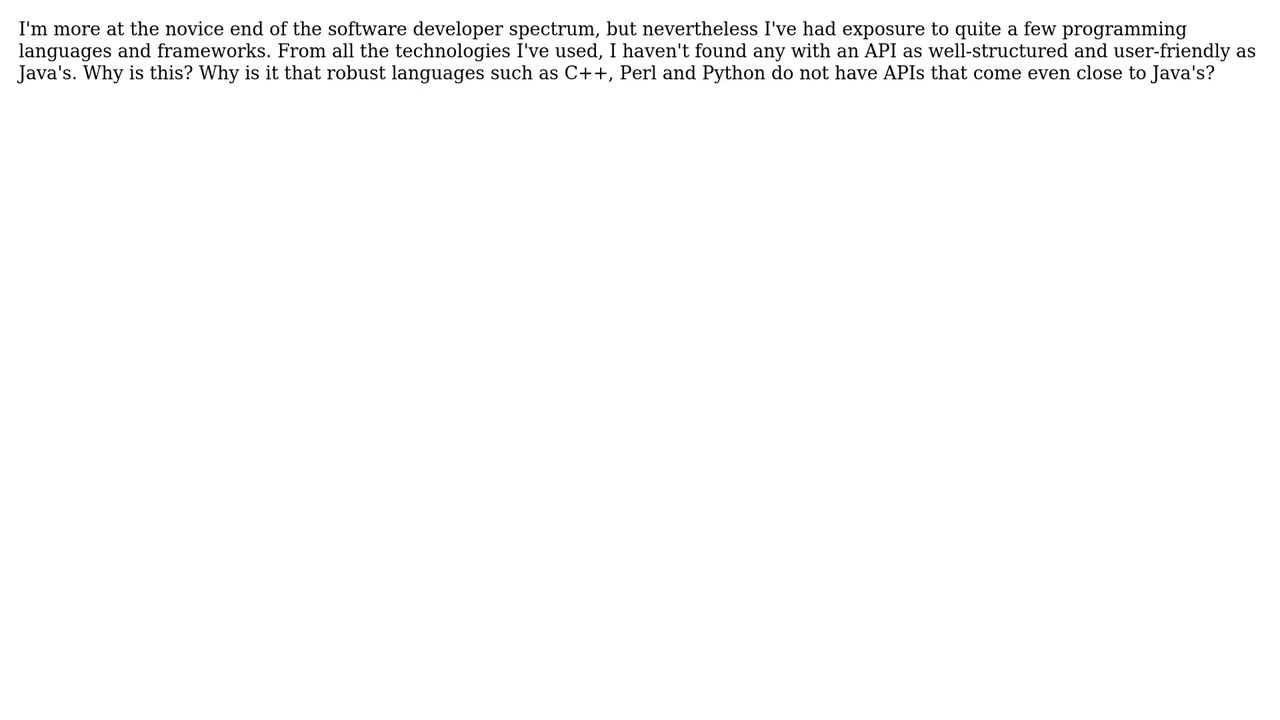 I'm more at the novice end of the software developer spectrum, but nevertheless I've had exposure to quite a few programming
languages and frameworks. From all the technologies I've used, I haven't found any with an API as well-structured and user-friendly as
Java's. Why is this? Why is it that robust languages such as C++, Perl and Python do not have APIs that come even close to Java's?